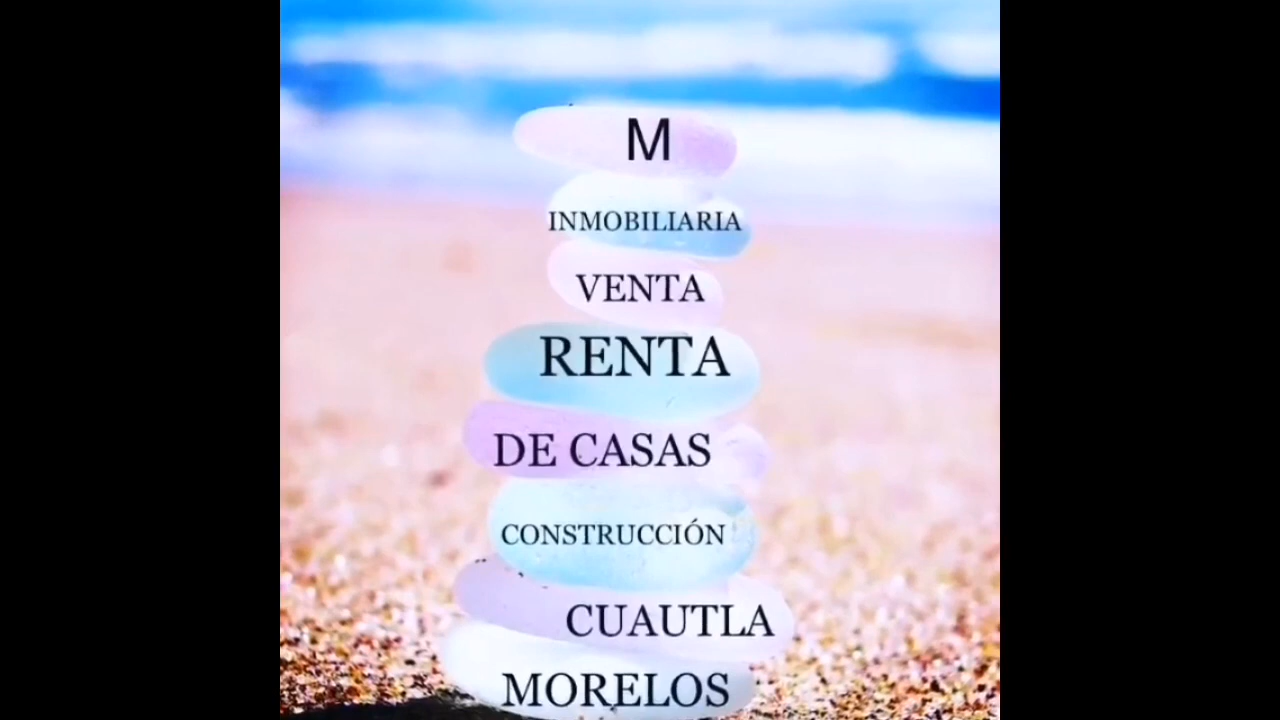 M
INMOBILIARIA
VENTA
RENTA
DE CASAS
CONSTRUCCIÓN
CUAUTLA
MORELOS